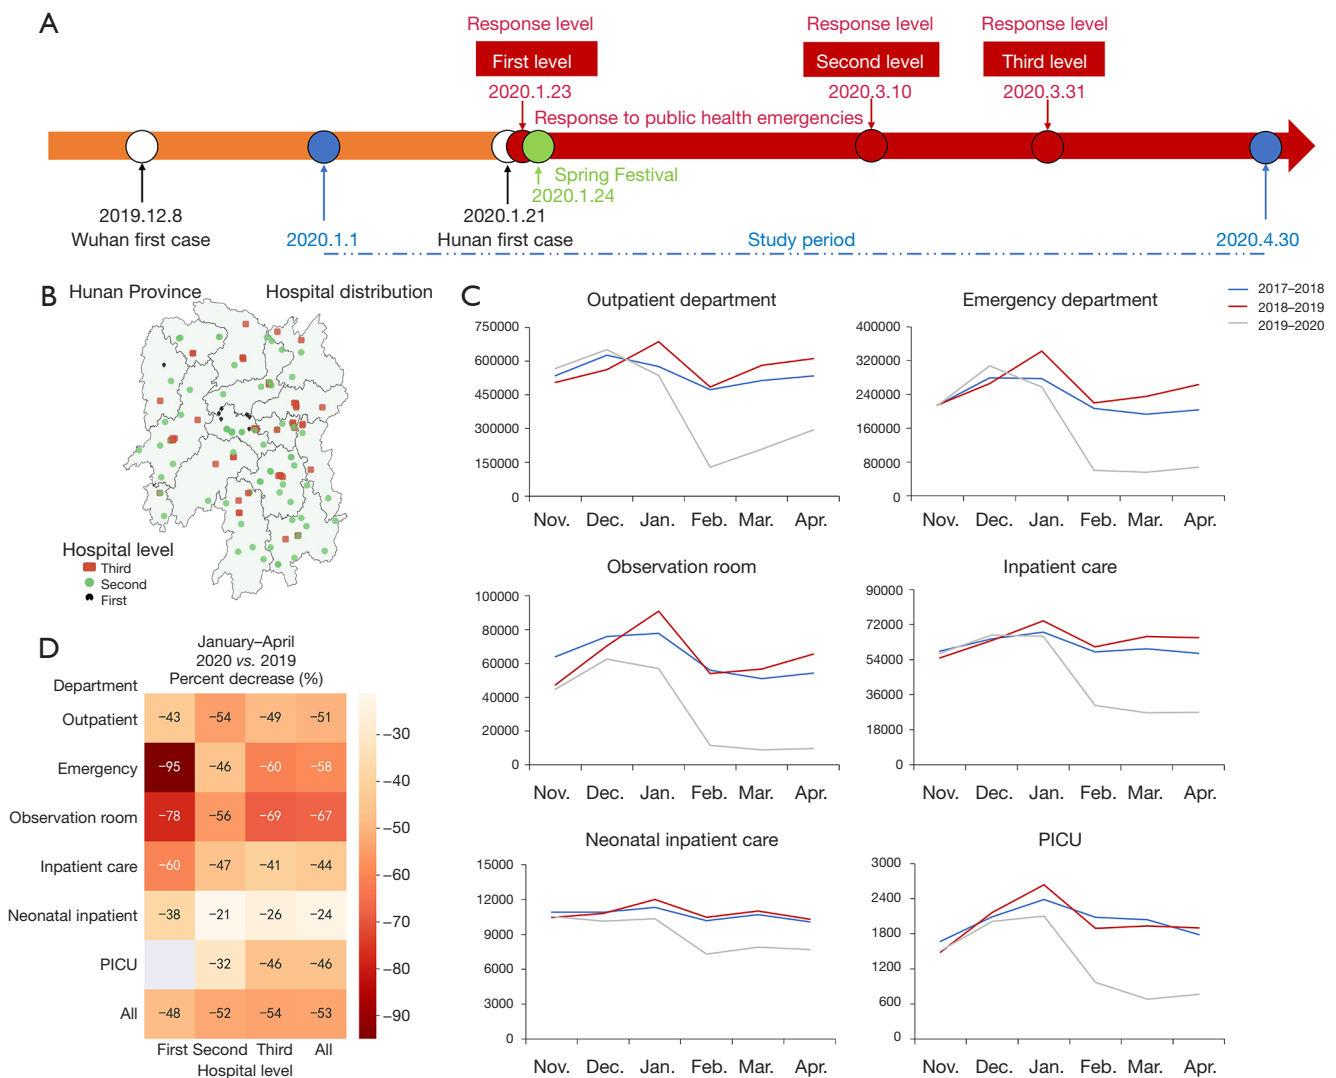 A
Response level
Response level
Response level
First level
Second level
Third level
2020.1.23
2020.3.10
2020.3.31
Response to public health emergencies
Spring Festival
2020.1.24
2019.12.8
2020.1.21
Wuhan first case
2020.1.1
Hunan first case
Study period
2020.4.30
B
Hunan Province
Hospital distribution
Hospital level
Third
Second
First
C
2017–2018
2018–2019
2019–2020
Outpatient department
750000
600000
450000
300000
150000
0
Nov. Dec. Jan. Feb. Mar. Apr.
Emergency department
400000
320000
240000
160000
80000
0
Nov. Dec. Jan. Feb. Mar. Apr.
Observation room
100000
80000
60000
40000
20000
0
Nov. Dec. Jan. Feb. Mar. Apr.
Inpatient care
90000
72000
54000
36000
18000
0
Nov. Dec. Jan. Feb. Mar. Apr.
Neonatal inpatient care
15000
12000
9000
6000
3000
0
Nov. Dec. Jan. Feb. Mar. Apr.
PICU
3000
2400
1800
1200
600
0
Nov. Dec. Jan. Feb. Mar. Apr.
D
January–April
2020 vs. 2019
Percent decrease (%)
Department
Outpatient −43 −54 −49 −51
Emergency −95 −46 −60 −58
Observation room −78 −56 −69 −67
Inpatient care −60 −47 −41 −44
Neonatal inpatient −38 −21 −26 −24
PICU −32 −46 −46
All −48 −52 −54 −53
First Second Third All
Hospital level
−30
−40
−50
−60
−70
−80
−90